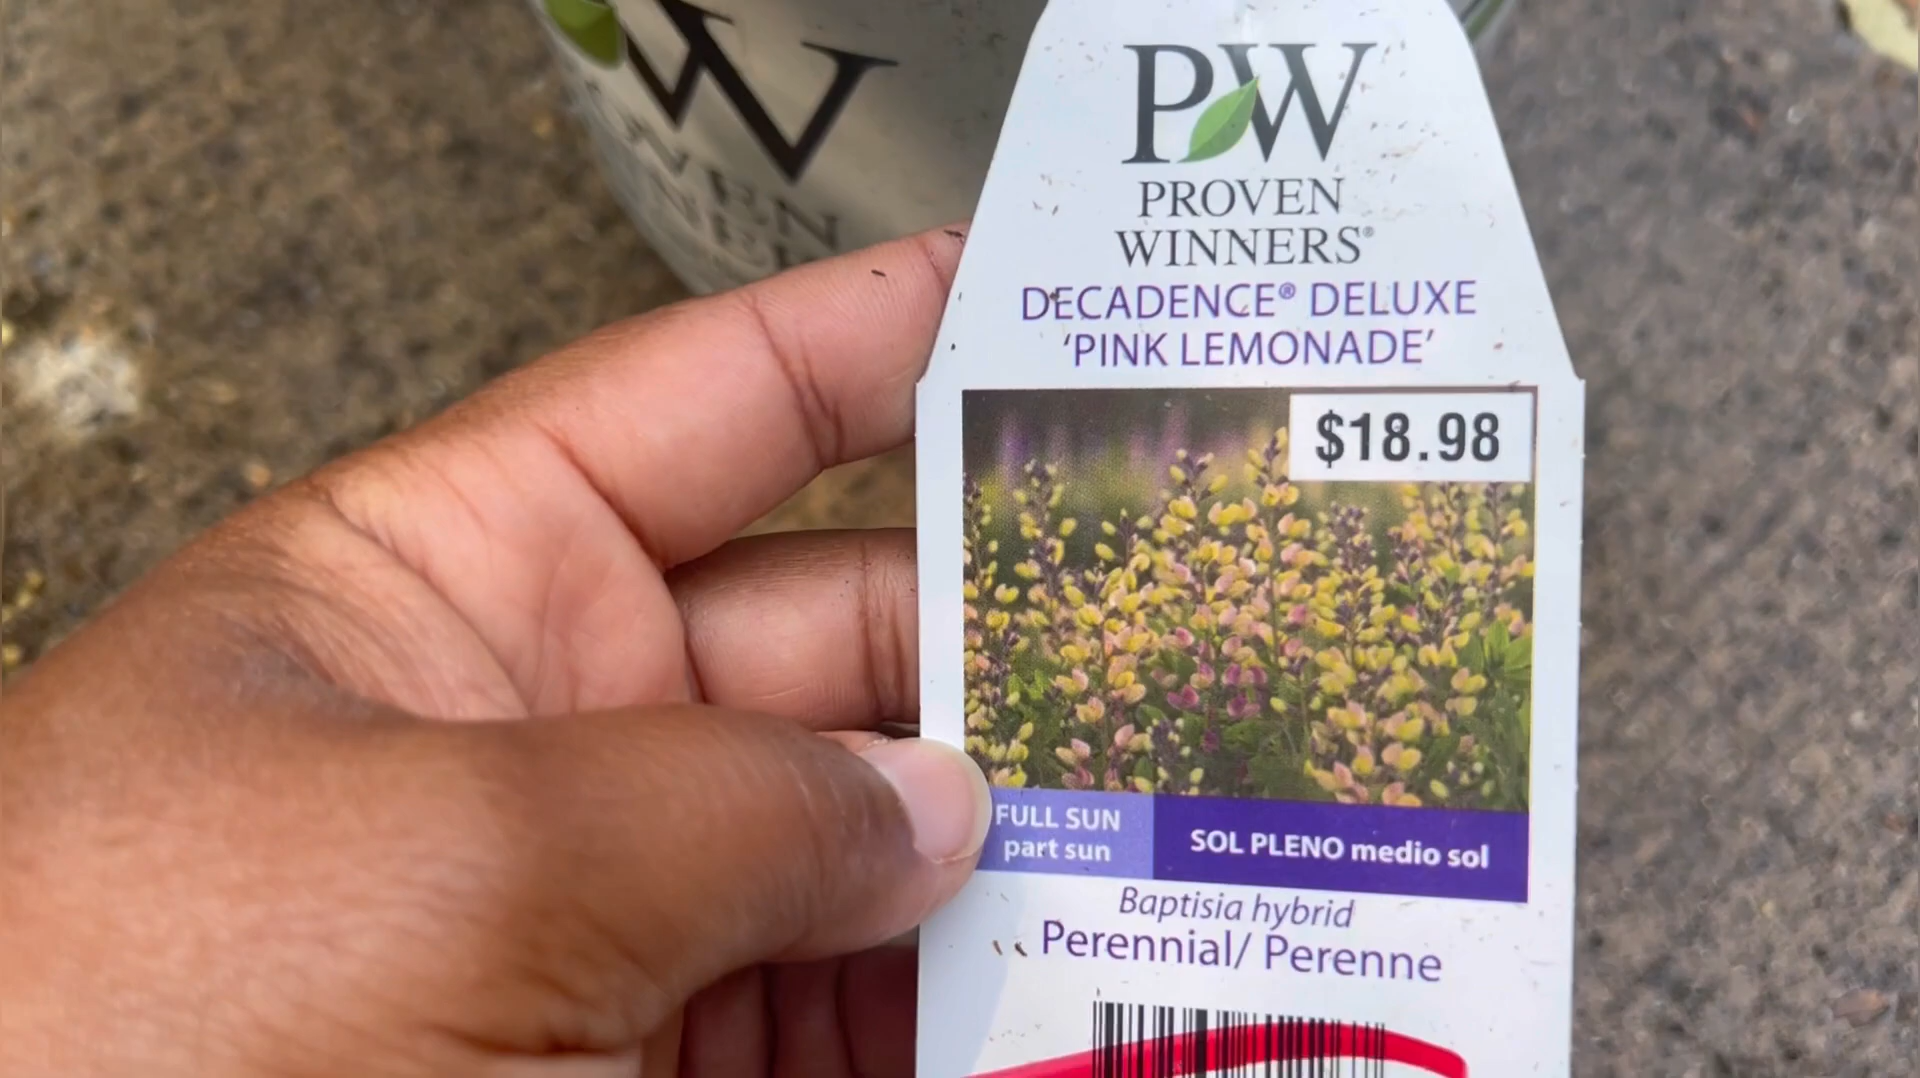 PW
PROVEN
WINNERS®
DECADENCE® DELUXE
'PINK LEMONADE'
$18.98
FULL SUN
part sun
SOL PLENO medio sol
Baptisia hybrid
Perennial/ Perenne
W